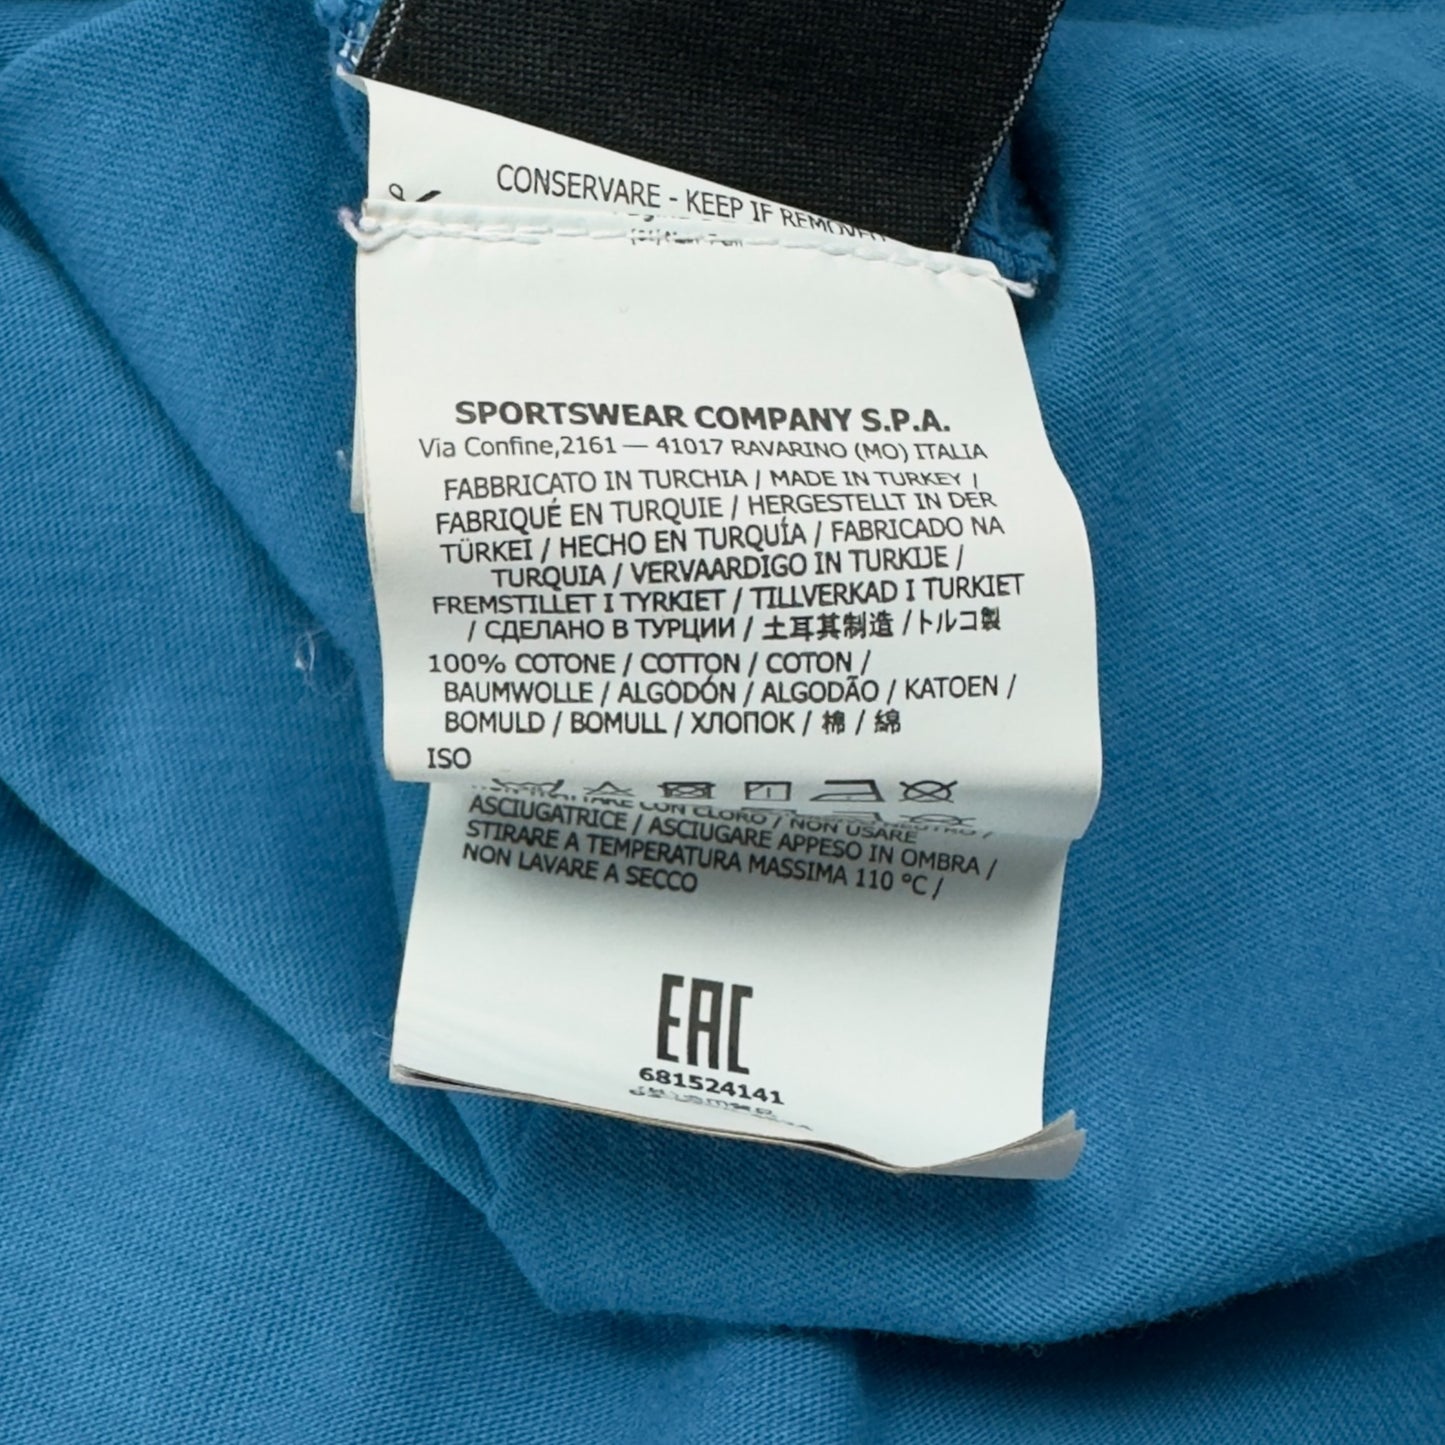 CONSERVARE - KEEP IF REMOVED
SPORTSWEAR COMPANY S.P.A.
Via Confine,2161 — 41017 RAVARINO (MO) ITALIA
FABBRICATO IN TURCHIA / MADE IN TURKEY /
FABRIQUÉ EN TURQUIE / HERGESTELLT IN DER
TÜRKEI / HECHO EN TURQUÍA / FABRICADO NA
TURQUIA / VERVAARDIGO IN TURKIJE /
FREMSTILLET I TYRKIET / TILLVERKAD I TURKIET
/ СДЕЛАНО В ТУРЦИИ / 土耳其制造 / トルコ製
100% COTONE / COTTON / COTON /
BAUMWOLLE / ALGODÓN / ALGODÃO / KATOEN /
BOMULD / BOMULL / ХЛОПОК / 棉 / 綿
ISO
CON CLORO / NON USARE
ASCIUGATRICE / ASCIUGARE APPESO IN OMBRA /
STIRARE A TEMPERATURA MASSIMA 110 °C /
NON LAVARE A SECCO
EAC
681524141